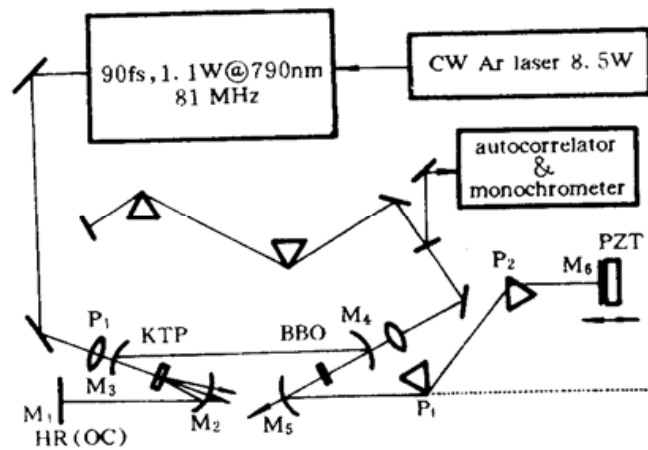 90fs, 1.1W@790nm
81 MHz
CW Ar laser 8.5W
autocorrelator
&
monochrometer
PZT
P2
M6
P1
KTP
BBO
M4
M3
M1
M2
M5
P1
HR(OC)